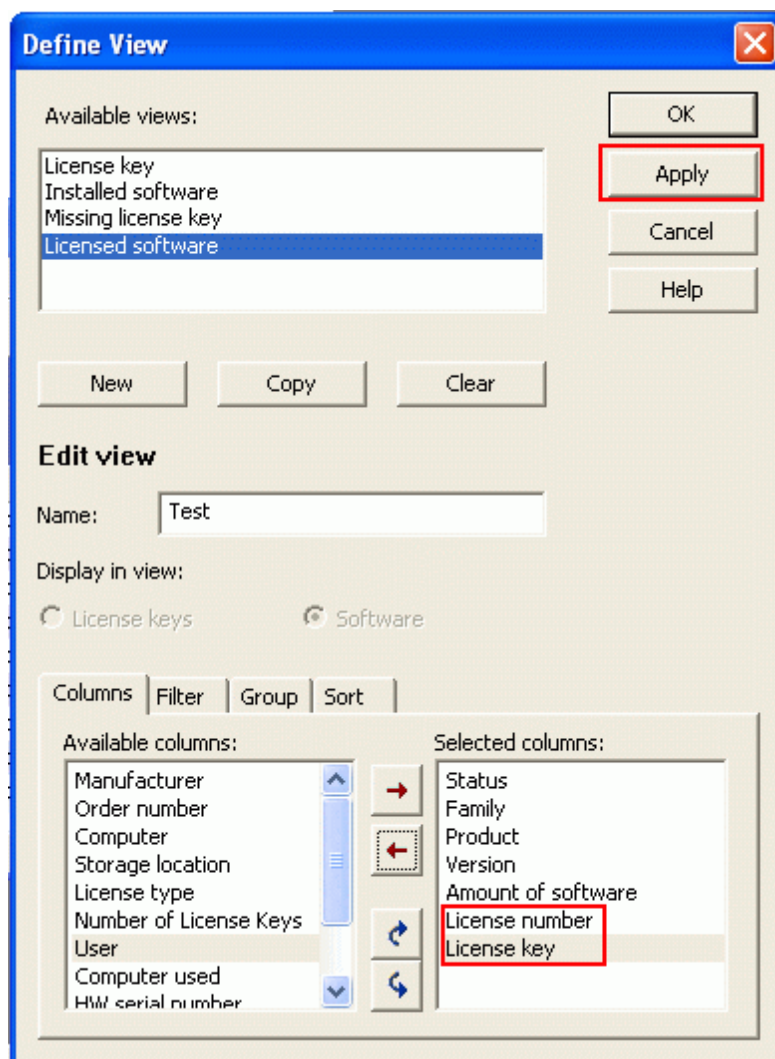 Define View
Available views:
OK
License key
Installed software
Missing license key
Licensed software
Apply
Cancel
Help
New
Copy
Clear
Edit view
Name:
Test
Display in view:
License keys
Software
Columns
Filter
Group
Sort
Available columns:
Manufacturer
Order number
Computer
Storage location
License type
Number of License Keys
User
Computer used
HW serial number
Selected columns:
Status
Family
Product
Version
Amount of software
License number
License key